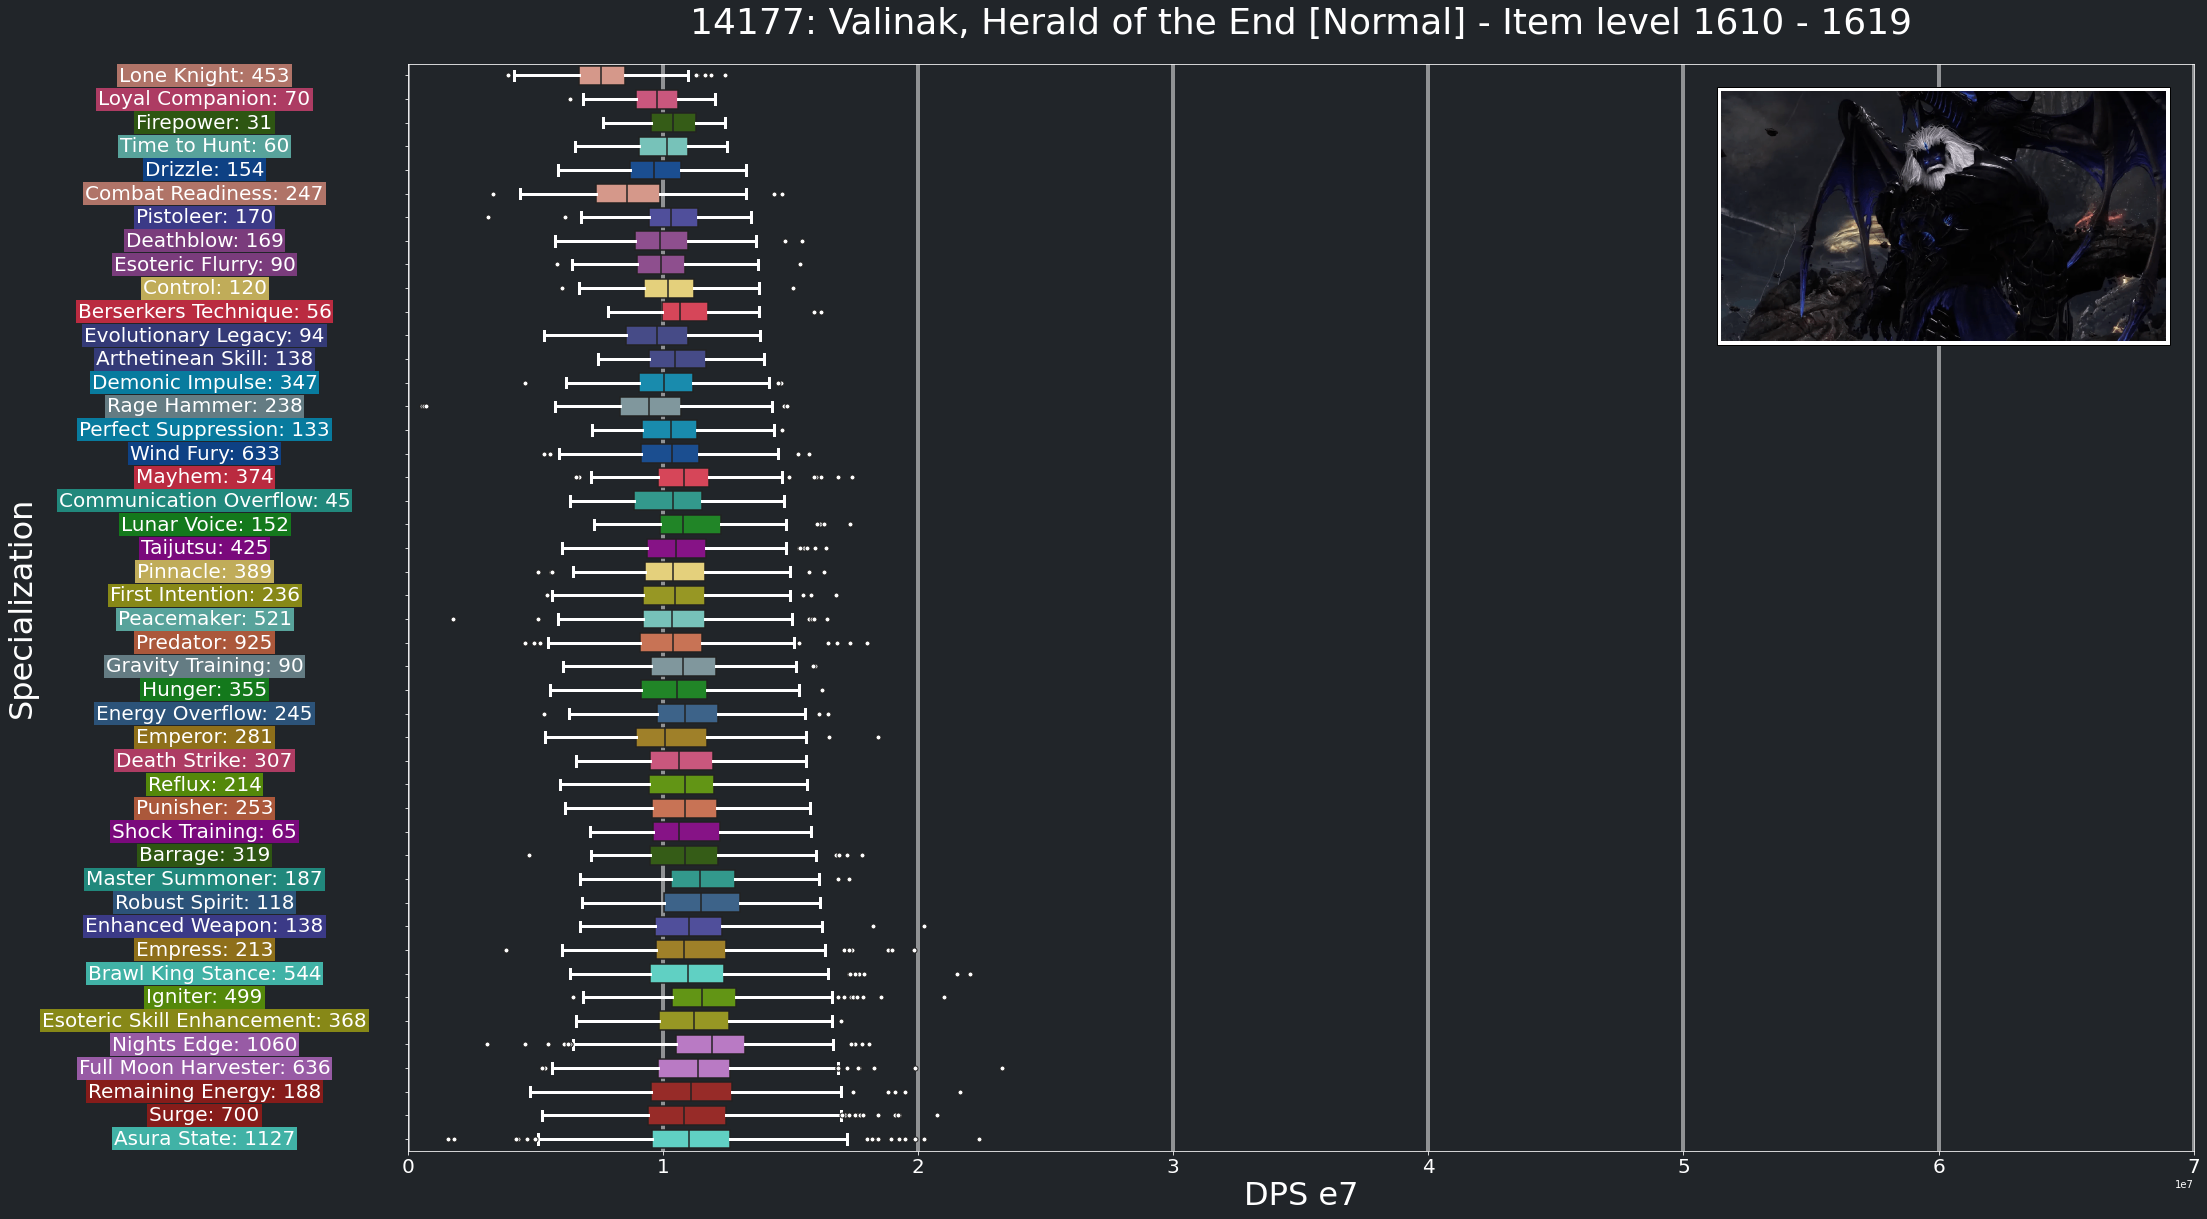 14177: Valinak, Herald of the End [Normal] - Item level 1610 - 1619
Lone Knight: 453
Loyal Companion: 70
Firepower: 31
Time to Hunt: 60
Drizzle: 154
Combat Readiness: 247
Pistoleer: 170
Deathblow: 169
Esoteric Flurry: 90
Control: 120
Berserkers Technique: 56
Evolutionary Legacy: 94
Arthetinean Skill: 138
Demonic Impulse: 347
Rage Hammer: 238
Perfect Suppression: 133
Wind Fury: 633
Mayhem: 374
Communication Overflow: 45
Lunar Voice: 152
Taijutsu: 425
Pinnacle: 389
First Intention: 236
Peacemaker: 521
Predator: 925
Gravity Training: 90
Hunger: 355
Energy Overflow: 245
Emperor: 281
Death Strike: 307
Reflux: 214
Punisher: 253
Shock Training: 65
Barrage: 319
Master Summoner: 187
Robust Spirit: 118
Enhanced Weapon: 138
Empress: 213
Brawl King Stance: 544
Igniter: 499
Esoteric Skill Enhancement: 368
Nights Edge: 1060
Full Moon Harvester: 636
Remaining Energy: 188
Surge: 700
Asura State: 1127
Specialization
0 1 2 3 4 5 6 7
1e7
DPS e7